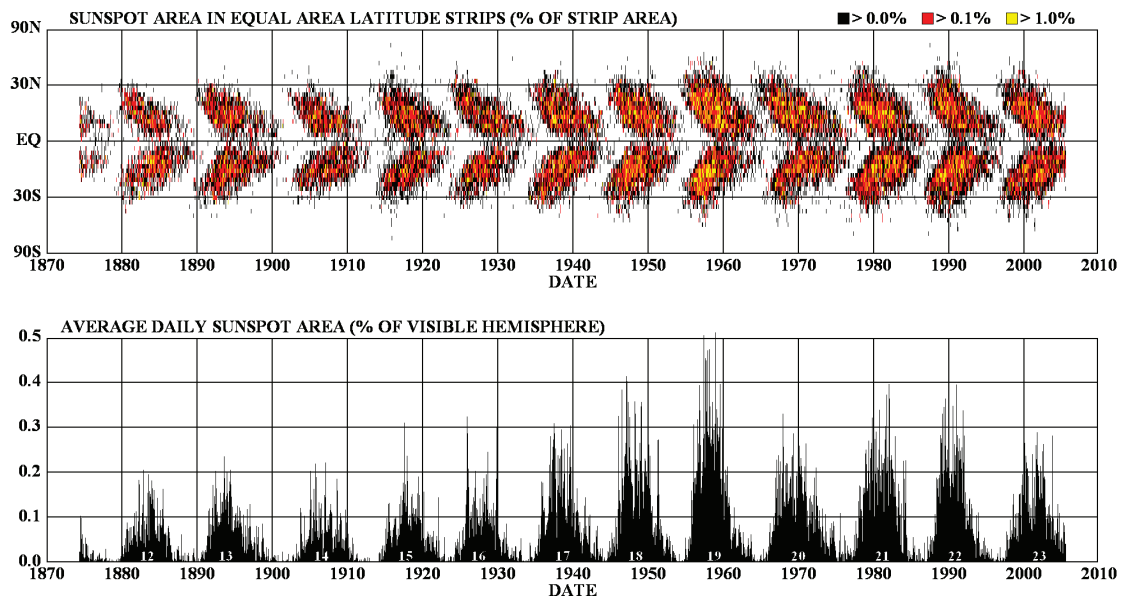 SUNSPOT AREA IN EQUAL AREA LATITUDE STRIPS (% OF STRIP AREA) > 0.0% > 0.1% > 1.0%
90N
30N
EQ
30S
90S
1870 1880 1890 1900 1910 1920 1930 1940 1950 1960 1970 1980 1990 2000 2010
DATE
AVERAGE DAILY SUNSPOT AREA (% OF VISIBLE HEMISPHERE)
0.5
0.4
0.3
0.2
0.1
0.0
12 13 14 15 16 17 18 19 20 21 22 23
1870 1880 1890 1900 1910 1920 1930 1940 1950 1960 1970 1980 1990 2000 2010
DATE